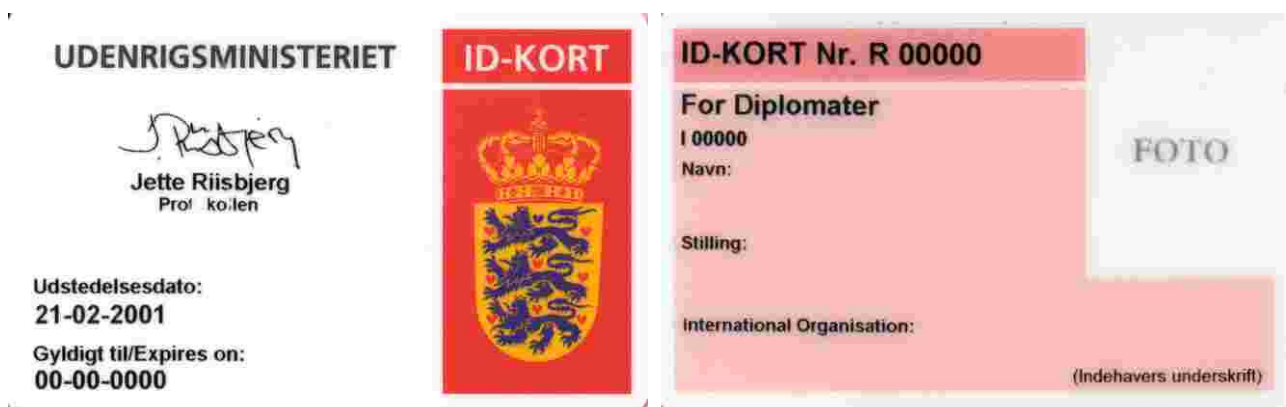 UDENRIGSMINISTERIET
Jette Riisbjerg
Udstedelsesdato:
21-02-2001
Gyldigt til/Expires on:
00-00-0000
ID-KORT
ID-KORT Nr. R 00000
For Diplomater
I 00000
Navn:
Stilling:
International Organisation:
(Indehavers underskrift)
FOTO